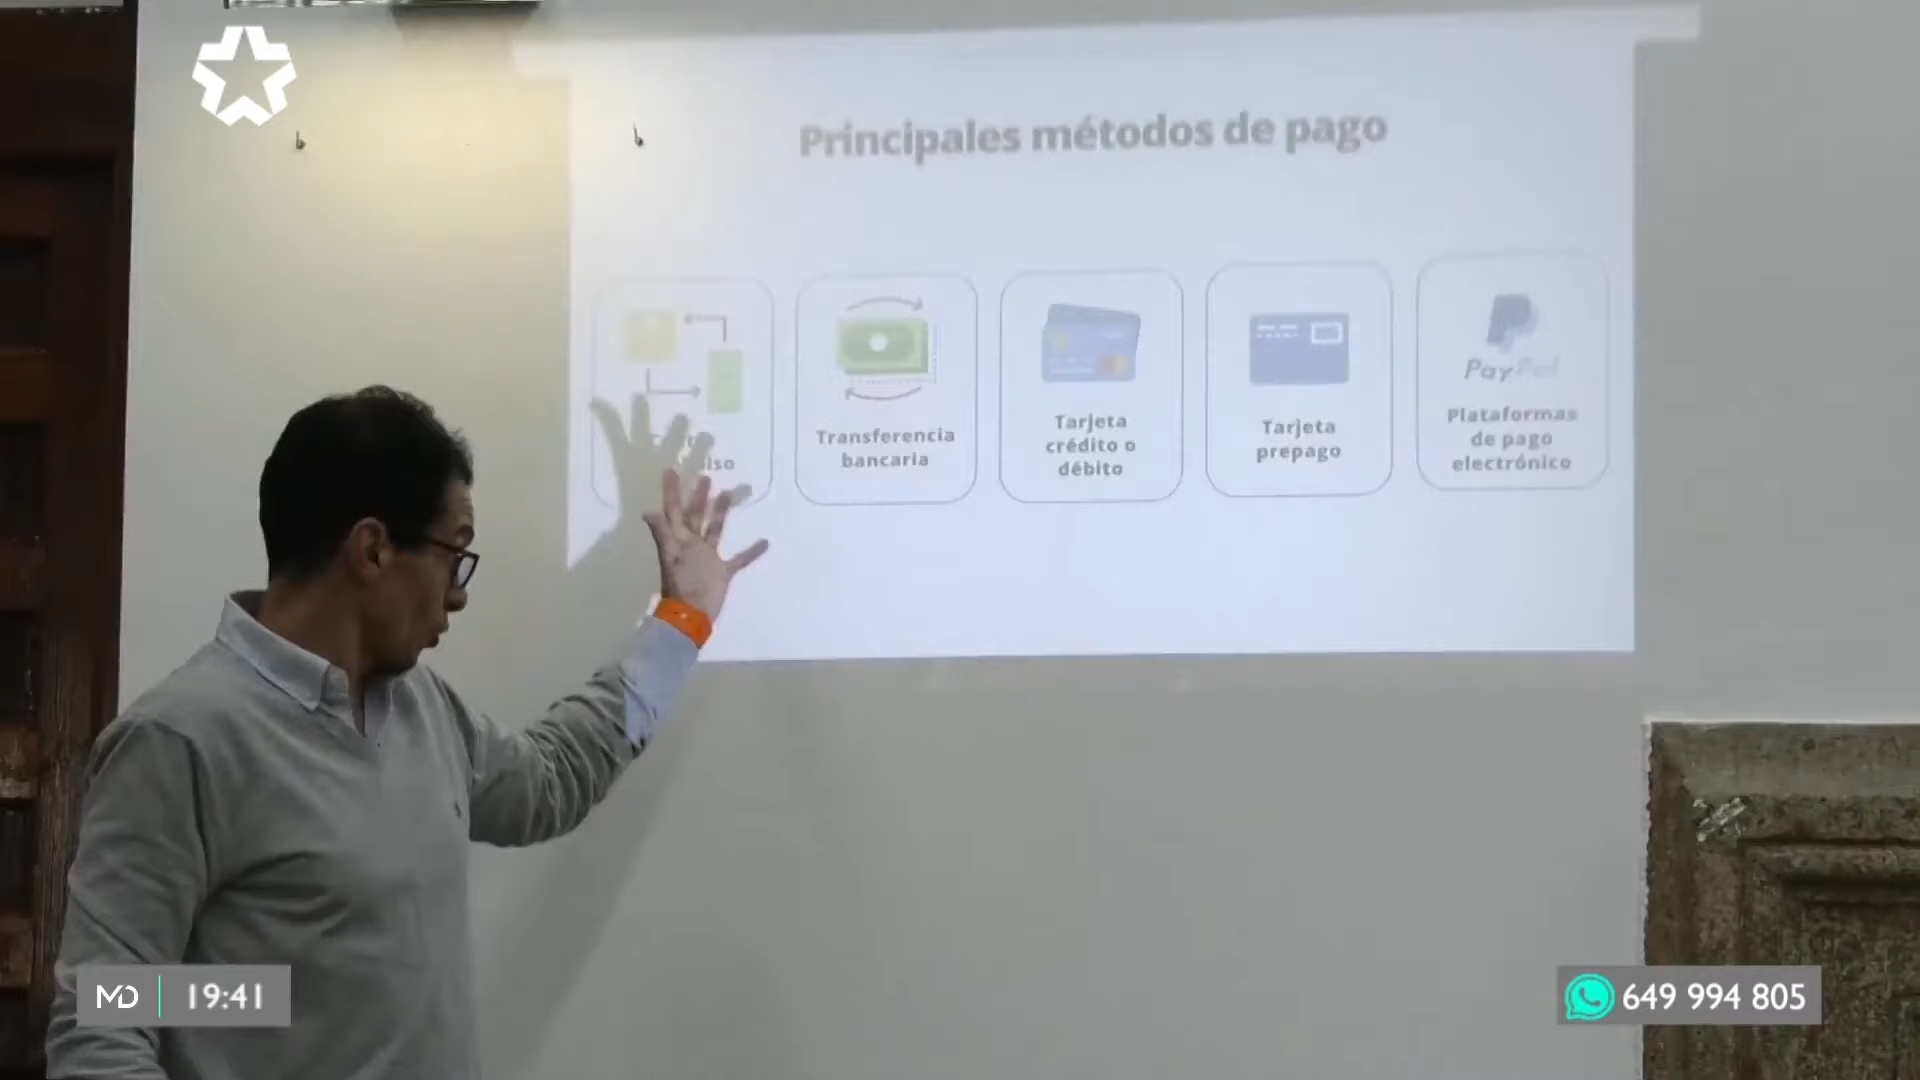 Principales métodos de pago
Transferencia
bancaria
Tarjeta
crédito o
débito
Tarjeta
prepago
PayPal
Plataformas
de pago
electrónico
MD 19:41
649 994 805